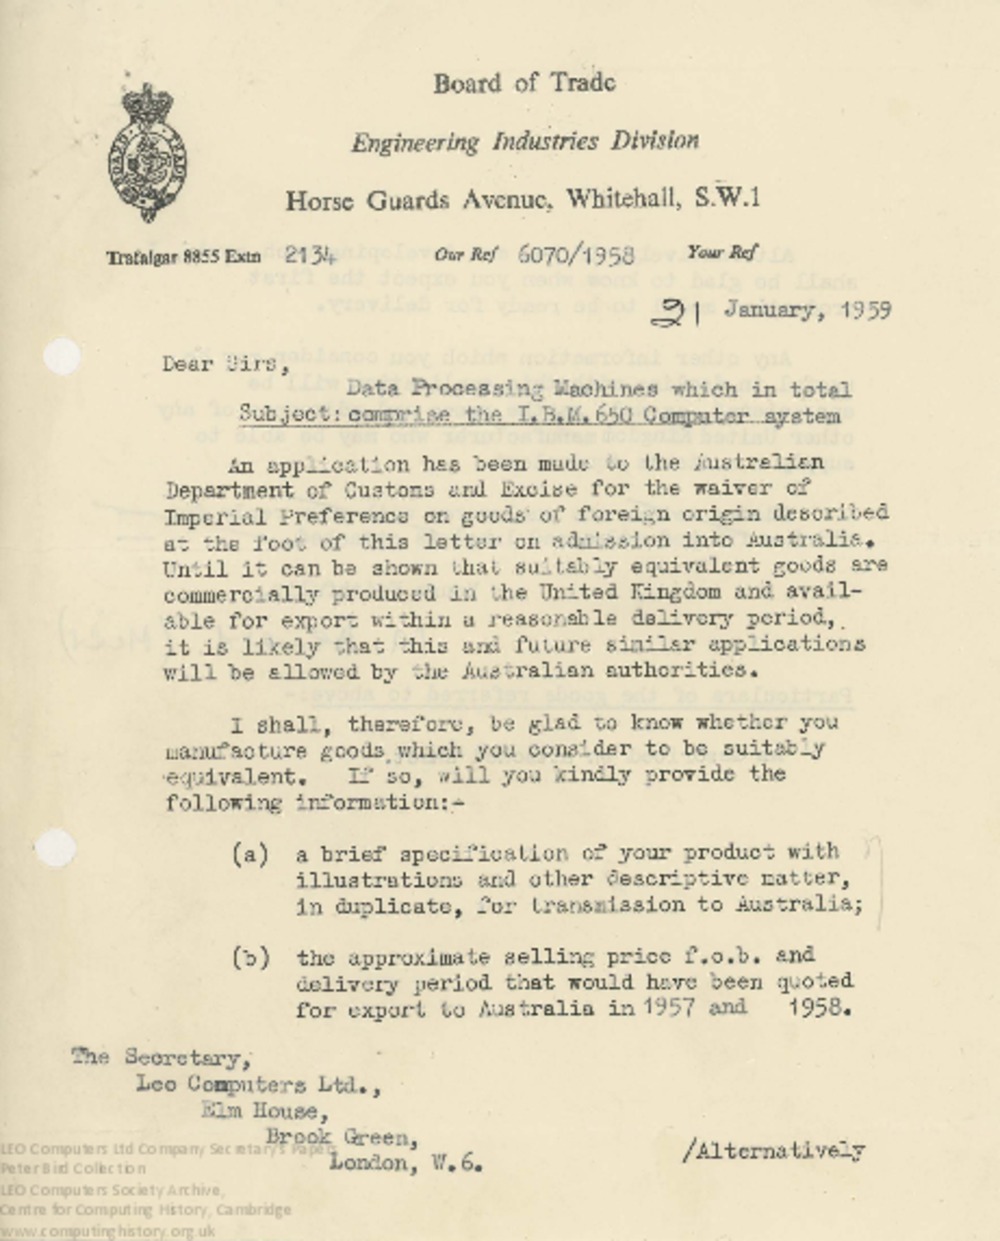 Board of Trade
Engineering Industries Division
Horse Guards Avenue, Whitehall, S.W.1
Trafalgar 8855 Extn 2134 Our Ref 6070/1958 Your Ref
21 January, 1959
Dear Sirs,
Data Processing Machines which in total
Subject: comprise the I.B.M. 650 Computer system
An application has been made to the Australian
Department of Customs and Excise for the waiver of
Imperial Preference on goods of foreign origin described
at the foot of this letter on admission into Australia.
Until it can be shown that suitably equivalent goods are
commercially produced in the United Kingdom and avail-
able for export within a reasonable delivery period,
it is likely that this and future similar applications
will be allowed by the Australian authorities.
I shall, therefore, be glad to know whether you
manufacture goods which you consider to be suitably
equivalent. If so, will you kindly provide the
following information:-
(a) a brief specification of your product with
illustrations and other descriptive matter,
in duplicate, for transmission to Australia;
(b) the approximate selling price f.o.b. and
delivery period that would have been quoted
for export to Australia in 1957 and 1958.
The Secretary,
Leo Computers Ltd.,
Elm House,
Brook Green,
London, W.6.
/Alternatively
LEO Computers Ltd Company Secretary's Papers
Peter Bird Collection
LEO Computers Society Archive,
Centre for Computing History, Cambridge
www.computinghistory.org.uk